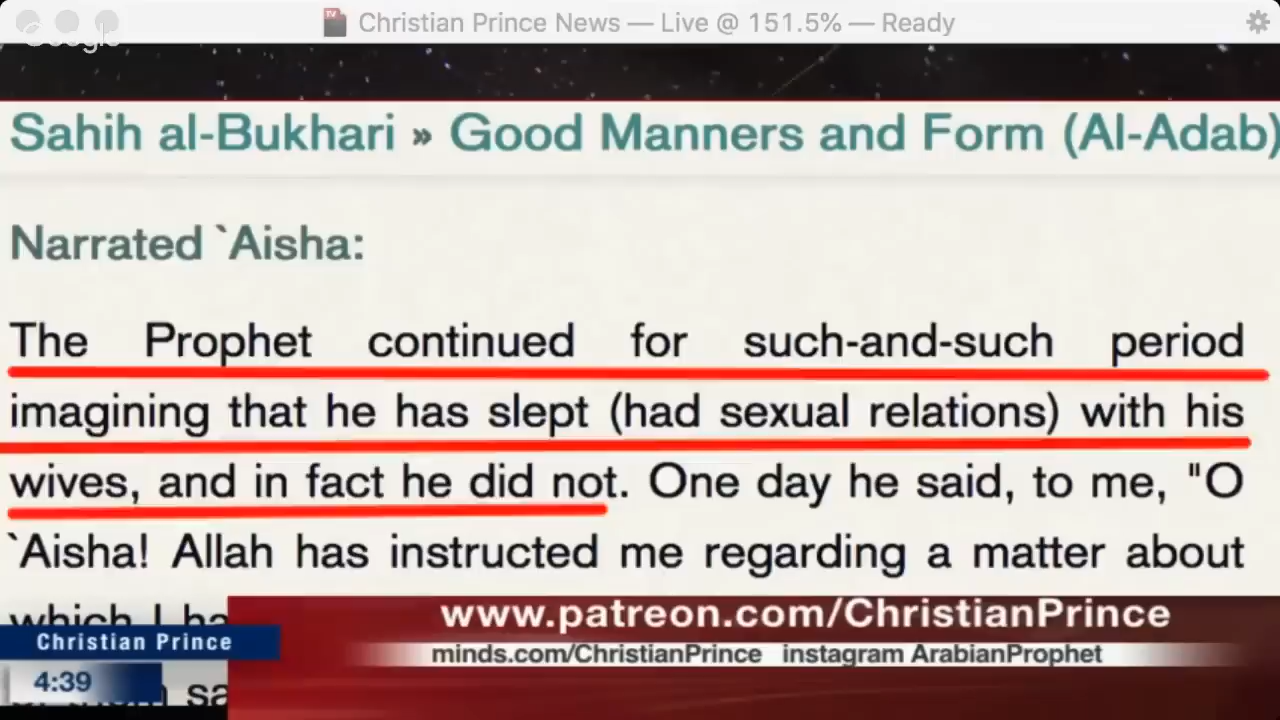 Christian Prince News — Live @ 151.5% — Ready
Google
Sahih al-Bukhari » Good Manners and Form (Al-Adab)
Narrated `Aisha:
The Prophet continued for such-and-such period
imagining that he has slept (had sexual relations) with his
wives, and in fact he did not. One day he said, to me, "O
`Aisha! Allah has instructed me regarding a matter about
which I
www.patreon.com/ChristianPrince
Christian Prince
minds.com/ChristianPrince instagram ArabianProphet
4:39